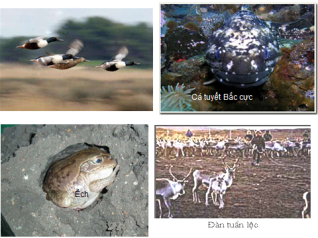 Cá tuyết Bắc cực
Ếch
Đàn tuần lộc